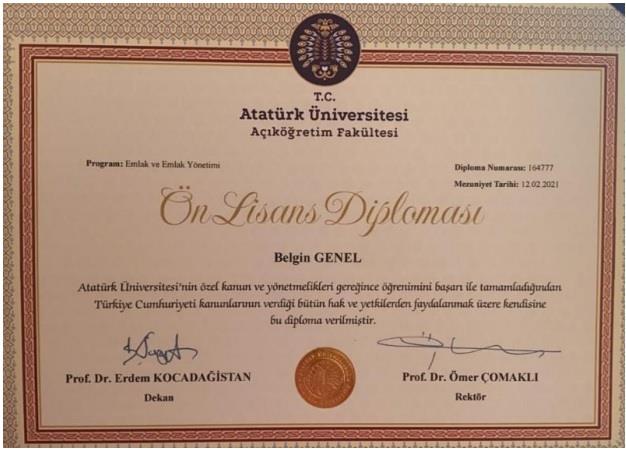 T.C.
Atatürk Üniversitesi
Açıköğretim Fakültesi
Program: Emlak ve Emlak Yönetimi
Diploma Numarası: 164777
Mezuniyet Tarihi: 12.02.2021
Ön Lisans Diploması
Belgin GENEL
Atatürk Üniversitesi'nin özel kanun ve yönetmelikleri gereğince öğrenimini başarı ile tamamladığından
Türkiye Cumhuriyeti kanunlarının verdiği bütün hak ve yetkilerden faydalanmak üzere kendisine
bu diploma verilmiştir.
Prof. Dr. Erdem KOCADAĞISTAN
Dekan
Prof. Dr. Ömer ÇOMAKLI
Rektör